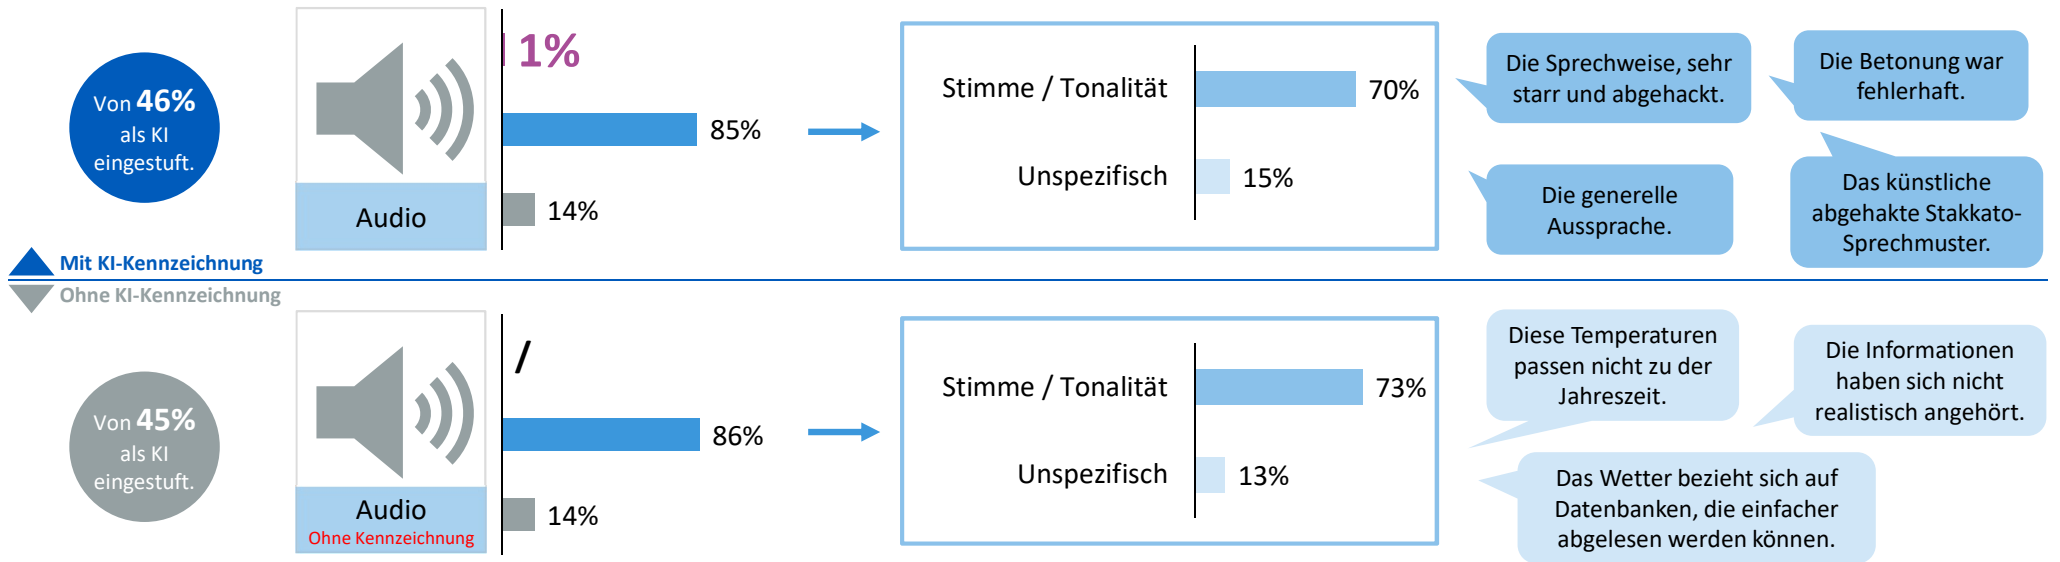 Von 46%
als KI
eingestuft.
Audio
1%
85%
14%
Stimme / Tonalität
70%
Unspezifisch
15%
Die Sprechweise, sehr
starr und abgehackt.
Die Betonung war
fehlerhaft.
Die generelle
Aussprache.
Das künstliche
abgehakte Stakkato-
Sprechmuster.
Mit KI-Kennzeichnung
Ohne KI-Kennzeichnung
Von 45%
als KI
eingestuft.
Audio
Ohne Kennzeichnung
/
86%
14%
Stimme / Tonalität
73%
Unspezifisch
13%
Diese Temperaturen
passen nicht zu der
Jahreszeit.
Die Informationen
haben sich nicht
realistisch angehört.
Das Wetter bezieht sich auf
Datenbanken, die einfacher
abgelesen werden können.